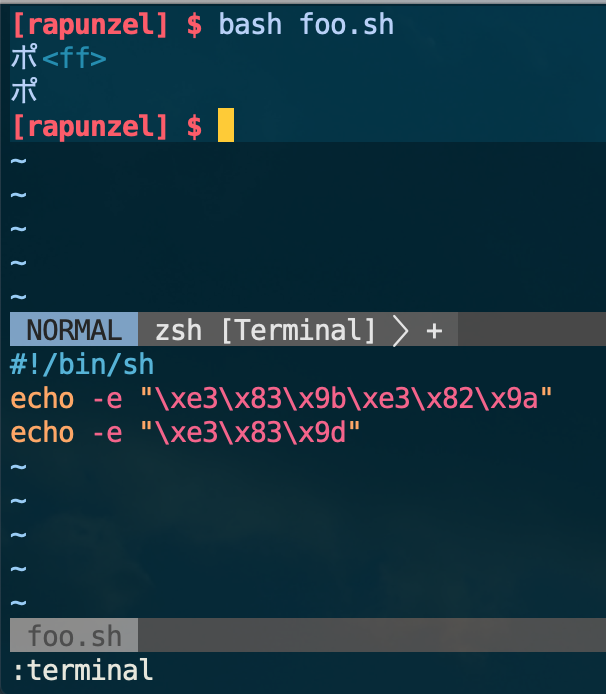 [rapunzel] $ bash foo.sh
ポ<ff>
ポ
[rapunzel] $
~
~
~
~
~
NORMAL zsh [Terminal] > +
#!/bin/sh
echo -e "\xe3\x83\x9b\xe3\x82\x9a"
echo -e "\xe3\x83\x9d"
~
~
~
~
~
foo.sh
:terminal